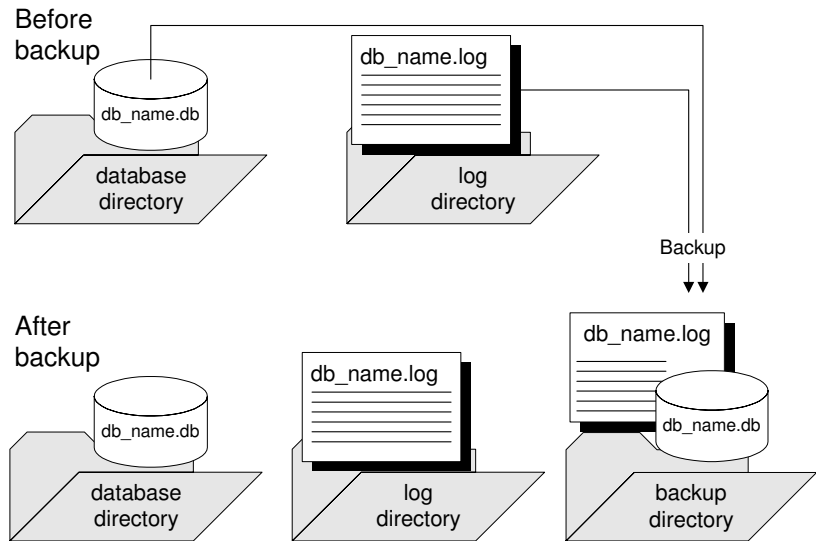 Before
backup
db_name.db
database
directory
db_name.log
log
directory
Backup
After
backup
db_name.db
database
directory
db_name.log
log
directory
db_name.log
db_name.db
backup
directory